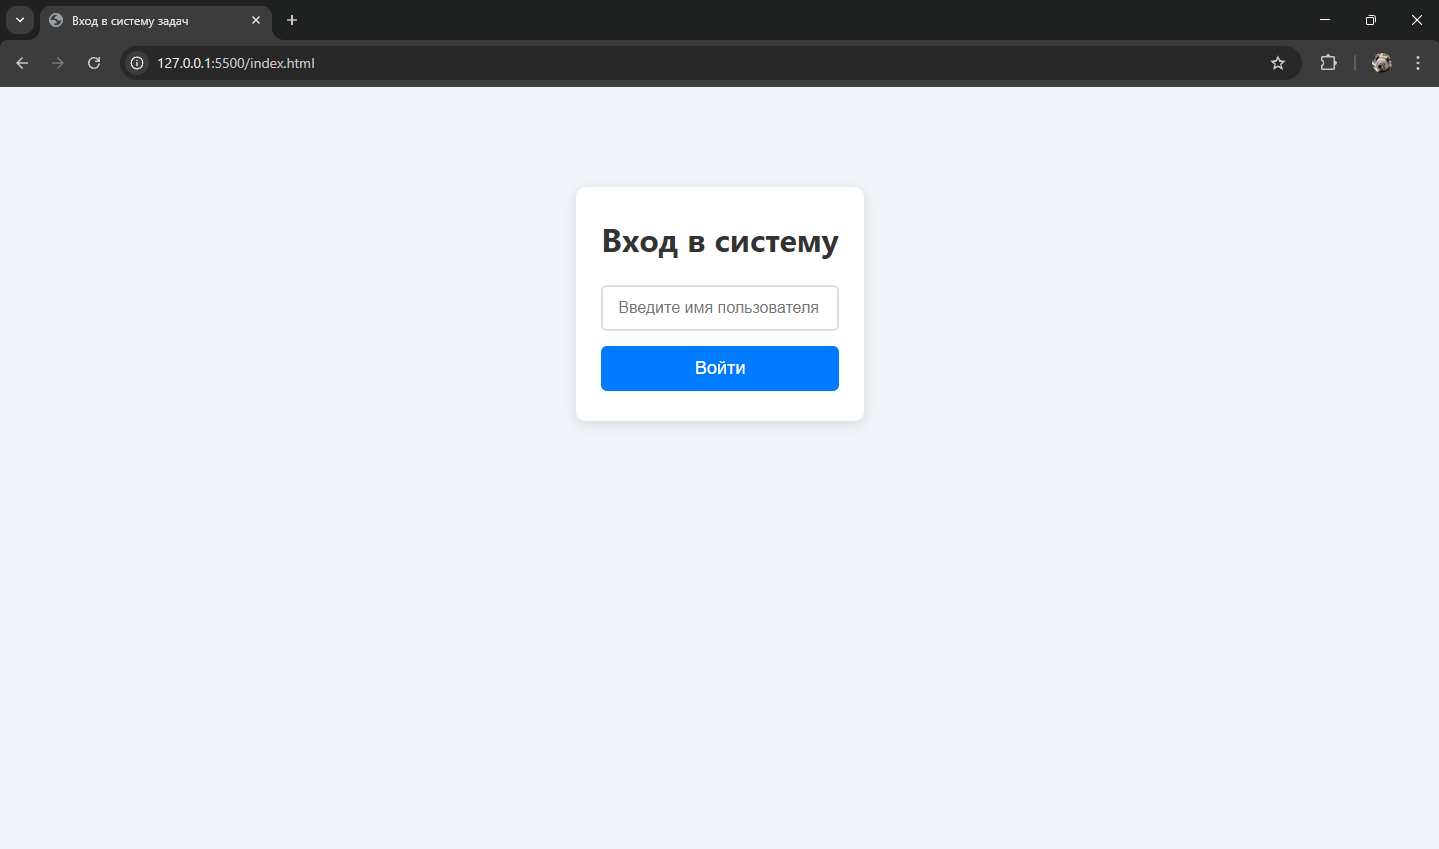 Вход в систему задач
127.0.0.1:5500/index.html
Вход в систему
Введите имя пользователя
Войти